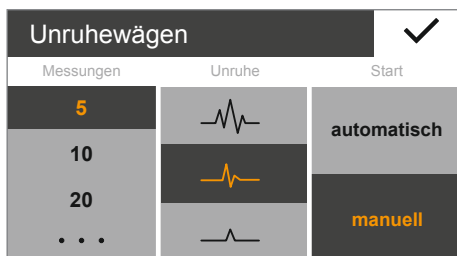 Unruhewägen
Messungen Unruhe Start
5
10
20
. . .
automatisch
manuell